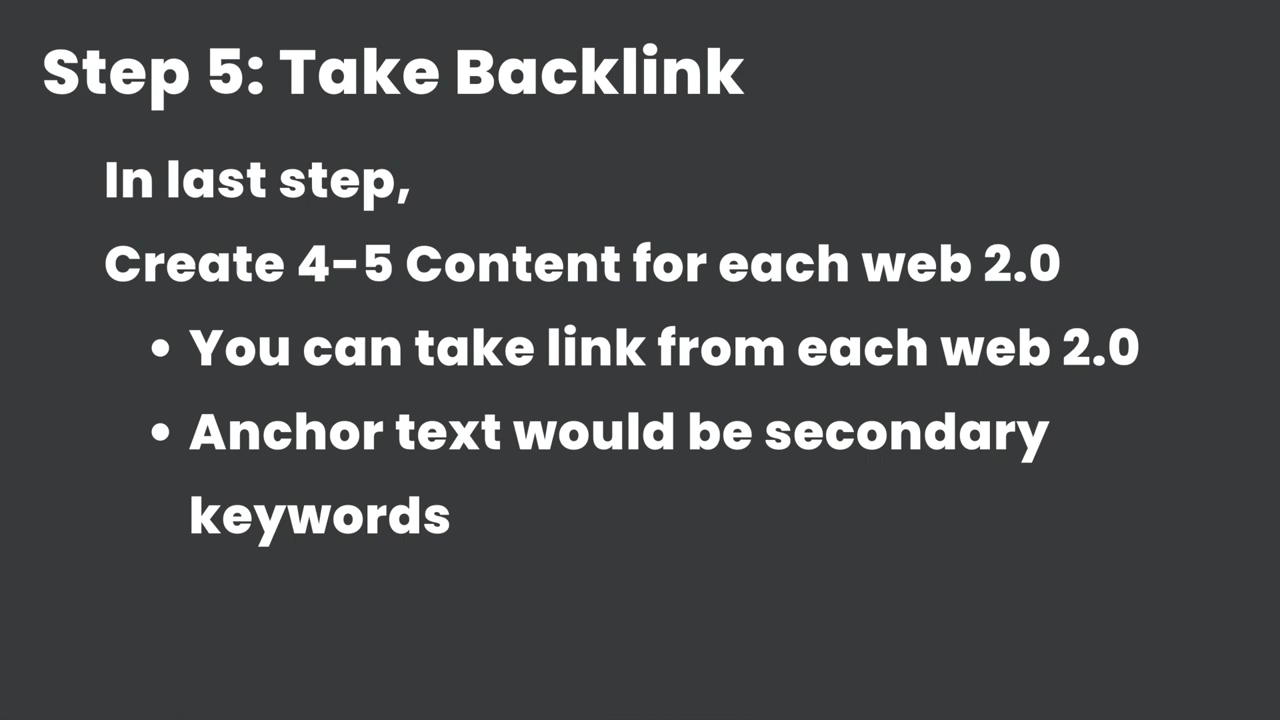 Step 5: Take Backlink
In last step,
Create 4-5 Content for each web 2.0
• You can take link from each web 2.0
• Anchor text would be secondary
keywords